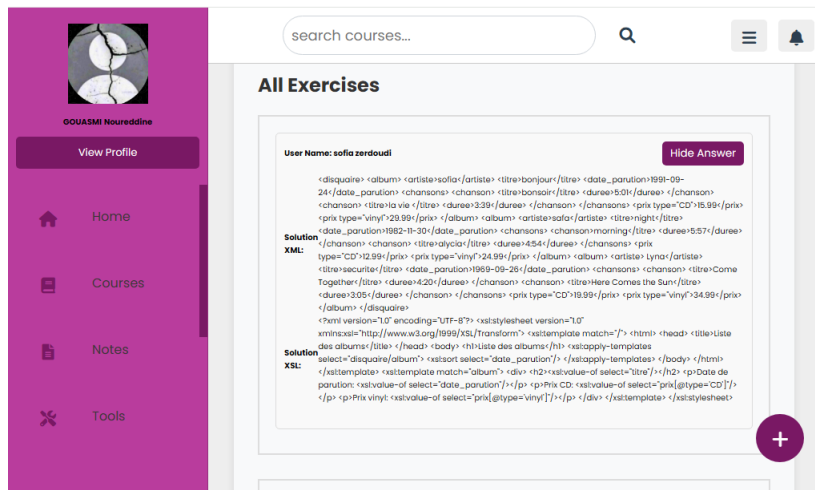 search courses...
GOUASMI Noureddine
View Profile
Home
Courses
Notes
Tools
All Exercises
User Name: sofia zerdoudi
Hide Answer
Solution XML:
<disquaire> <album> <artiste>sofia</artiste> <titre>bonjour</titre> <date_parution>1991-09-
24</date_parution> <chansons> <chanson> <titre>bonsoir</titre> <duree>5:01</duree> </chanson>
<chanson> <titre>la vie </titre> <duree>3:39</duree> </chanson> </chansons> <prix type="CD">15.99</prix>
<prix type="vinyl">29.99</prix> </album> <album> <artiste>safa</artiste> <titre>night</titre>
<date_parution>1982-11-30</date_parution> <chansons> <chanson>morning</titre> <duree>5:57</duree>
</chanson> <chanson> <titre>alycia</titre> <duree>4:54</duree> </chansons> <prix
type="CD">12.99</prix> <prix type="vinyl">24.99</prix> </album> <album> <artiste> Lyna</artiste>
<titre>securite</titre> <date_parution>1969-09-26</date_parution> <chansons> <chanson> <titre>Come
Together</titre> <duree>4:20</duree> </chanson> <chanson> <titre>Here Comes the Sun</titre>
<duree>3:05</duree> </chanson> </chansons> <prix type="CD">19.99</prix> <prix type="vinyl">34.99</prix>
</album> </disquaire>
Solution XSL:
<?xml version="1.0" encoding="UTF-8"?> <xsl:stylesheet version="1.0"
xmlns:xsl="http://www.w3.org/1999/XSL/Transform"> <xsl:template match="/"> <html> <head> <title>Liste
des albums</title> </head> <body> <h1>Liste des albums</h1> <xsl:apply-templates
select="disquaire/album"> <xsl:sort select="date_parution"/> </xsl:apply-templates> </body> </html>
</xsl:template> <xsl:template match="album"> <div> <h2><xsl:value-of select="titre"/></h2> <p>Date de
parution: <xsl:value-of select="date_parution"/></p> <p>Prix CD: <xsl:value-of select="prix[@type='CD']"/>
</p> <p>Prix vinyl: <xsl:value-of select="prix[@type='vinyl']"/></p> </div> </xsl:template> </xsl:stylesheet>